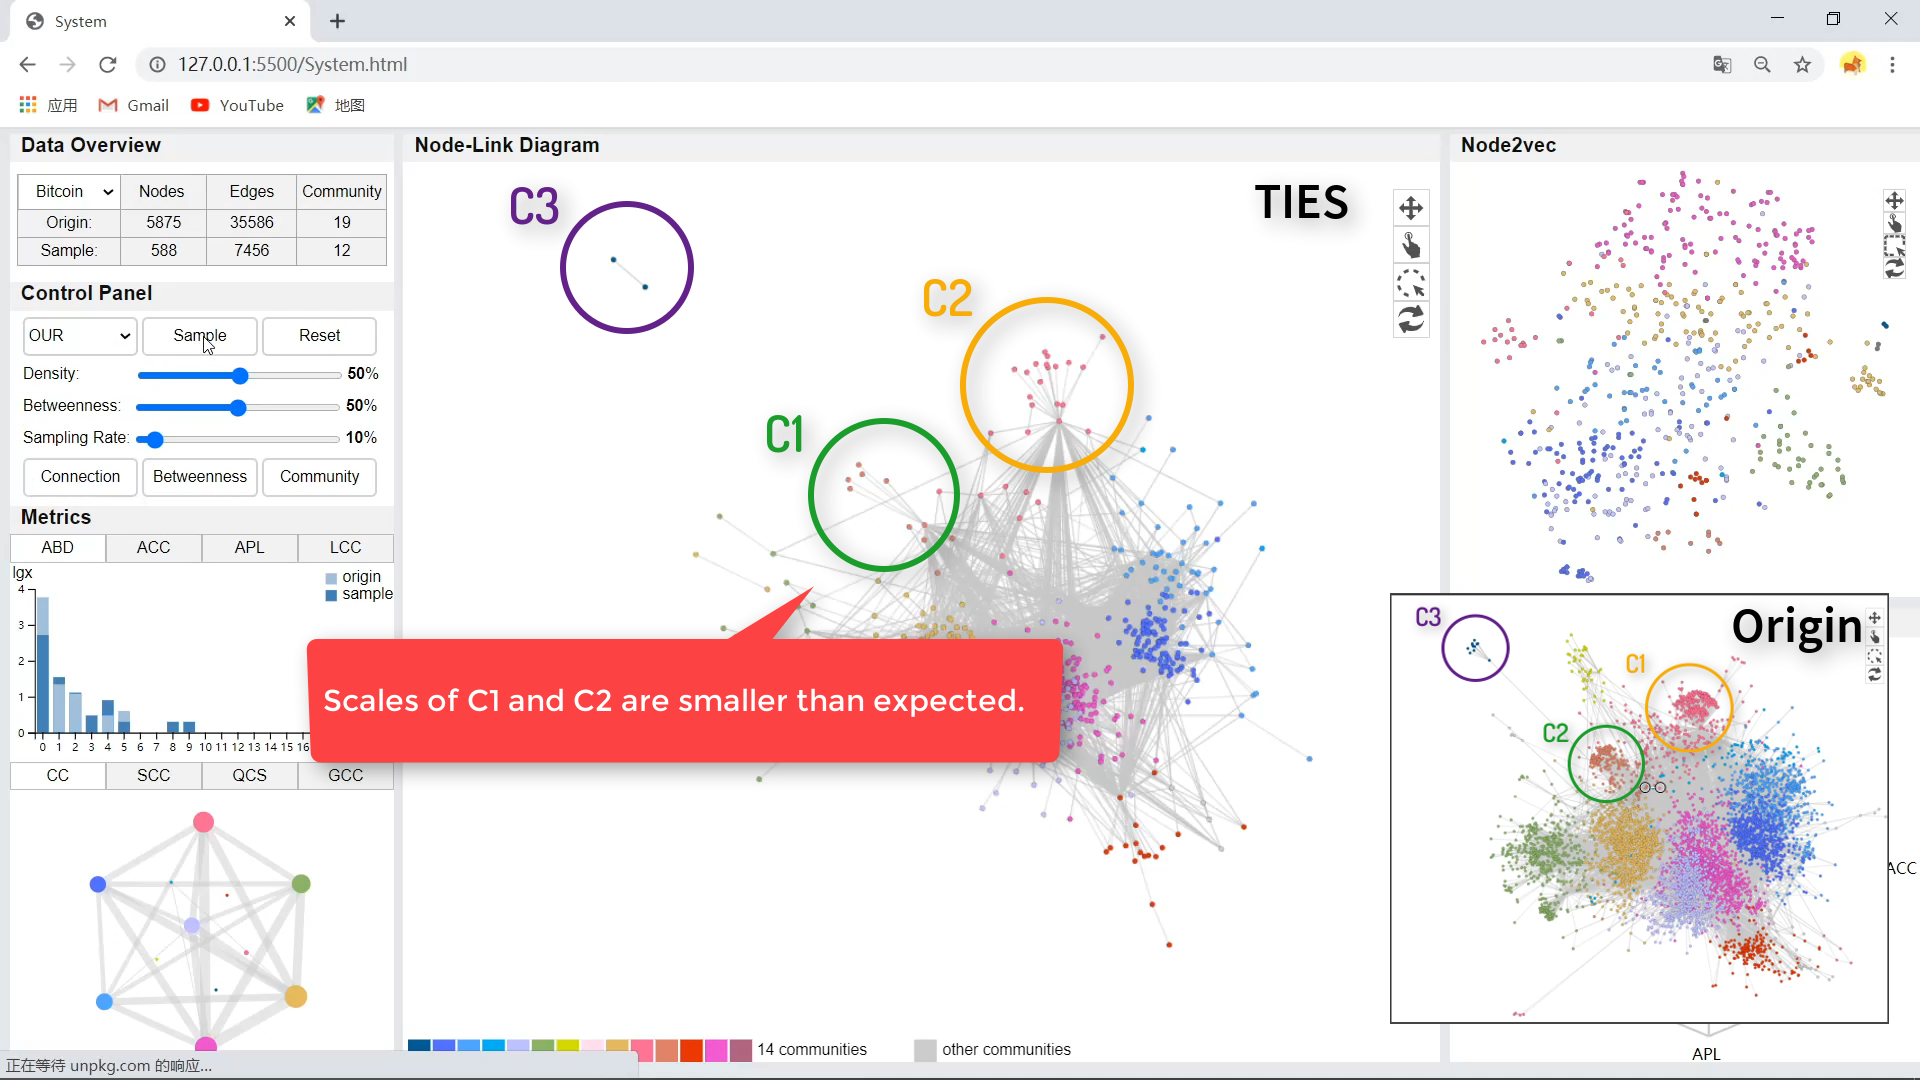 System
127.0.0.1:5500/System.html
应用 Gmail YouTube 地图
Data Overview
Bitcoin Nodes Edges Community
Origin: 5875 35586 19
Sample: 588 7456 12
Control Panel
OUR Sample Reset
Density: 50%
Betweenness: 50%
Sampling Rate: 10%
Connection Betweenness Community
Metrics
ABD ACC APL LCC
lgx
origin
sample
4
3
2
1
0
0 1 2 3 4 5 6 7 8 9 10 11 12 13 14 15 16
CC SCC QCS GCC
正在等待 unpkg.com 的响应...
Node-Link Diagram
C3
TIES
C2
C1
Scales of C1 and C2 are smaller than expected.
14 communities
other communities
Node2vec
C3
Origin
C1
C2
ACC
APL